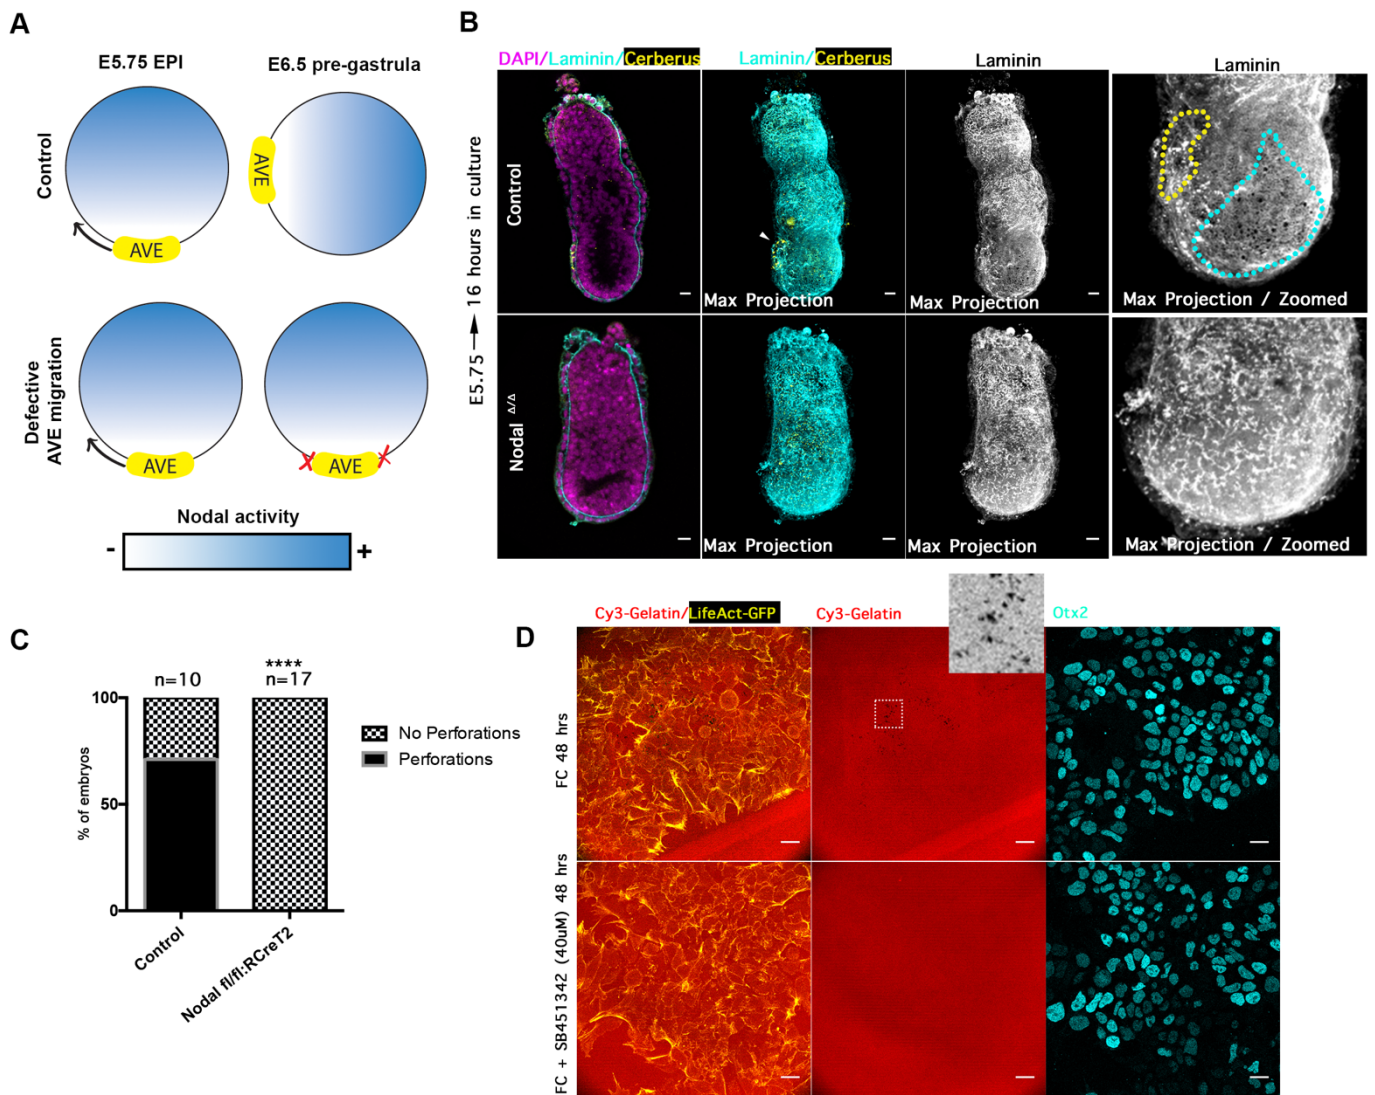 A
E5.75 EPI
E6.5 pre-gastrula
Control
AVE
AVE
Defective
AVE migration
AVE
AVE
Nodal activity
-
+
B
DAPI/Laminin/Cerberus
Laminin/Cerberus
Laminin
Laminin
E5.75 → 16 hours in culture
Control
Max Projection
Max Projection
Max Projection / Zoomed
Nodal Δ/Δ
Max Projection
Max Projection
Max Projection / Zoomed
C
****
n=10
n=17
% of embryos
100
50
0
Control
Nodal fl/fl:RCreT2
No Perforations
Perforations
D
Cy3-Gelatin/LifeAct-GFP
Cy3-Gelatin
Otx2
FC 48 hrs
FC + SB451342 (40uM) 48 hrs